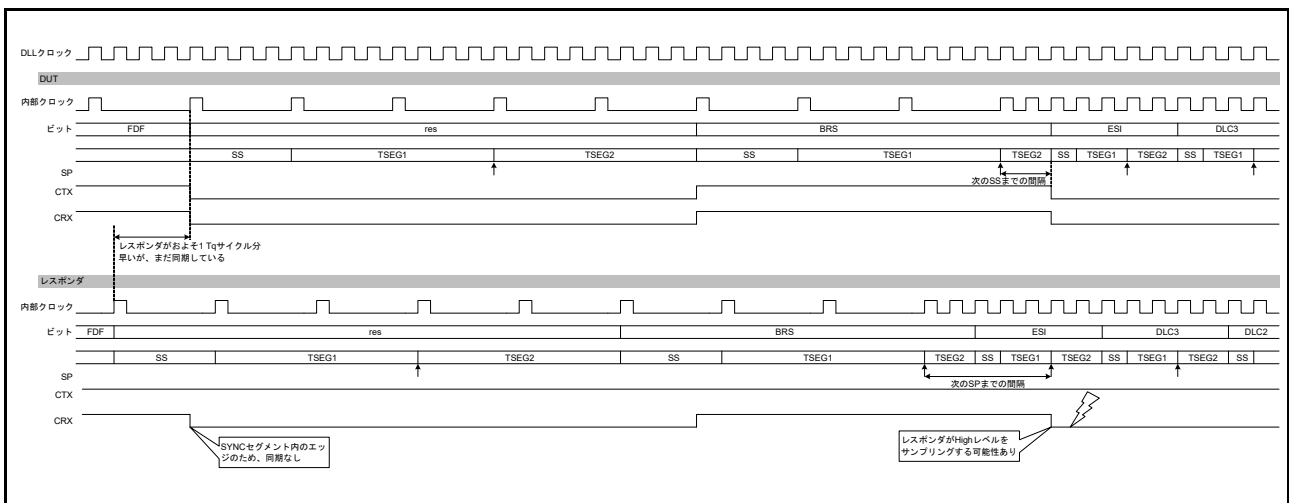 DLLクロック
DUT
内部クロック
ビット FDF res BRS ESI DLC3
SS TSEG1 TSEG2 SS TSEG1 TSEG2 SS TSEG1 TSEG2 SS TSEG1
SP
次のSSまでの間隔
CTX
CRX
レスポンダがおよそ1 Tqサイクル分
早いが、まだ同期している
レスポンダ
内部クロック
ビット FDF res BRS ESI DLC3 DLC2
SS TSEG1 TSEG2 SS TSEG1 TSEG2 SS TSEG1 TSEG2 SS TSEG1 TSEG2 SS
SP
次のSPまでの間隔
CTX
CRX
SYNCセグメント内のエッ
ジのため、同期なし
レスポンダがHighレベルを
サンプリングする可能性あり